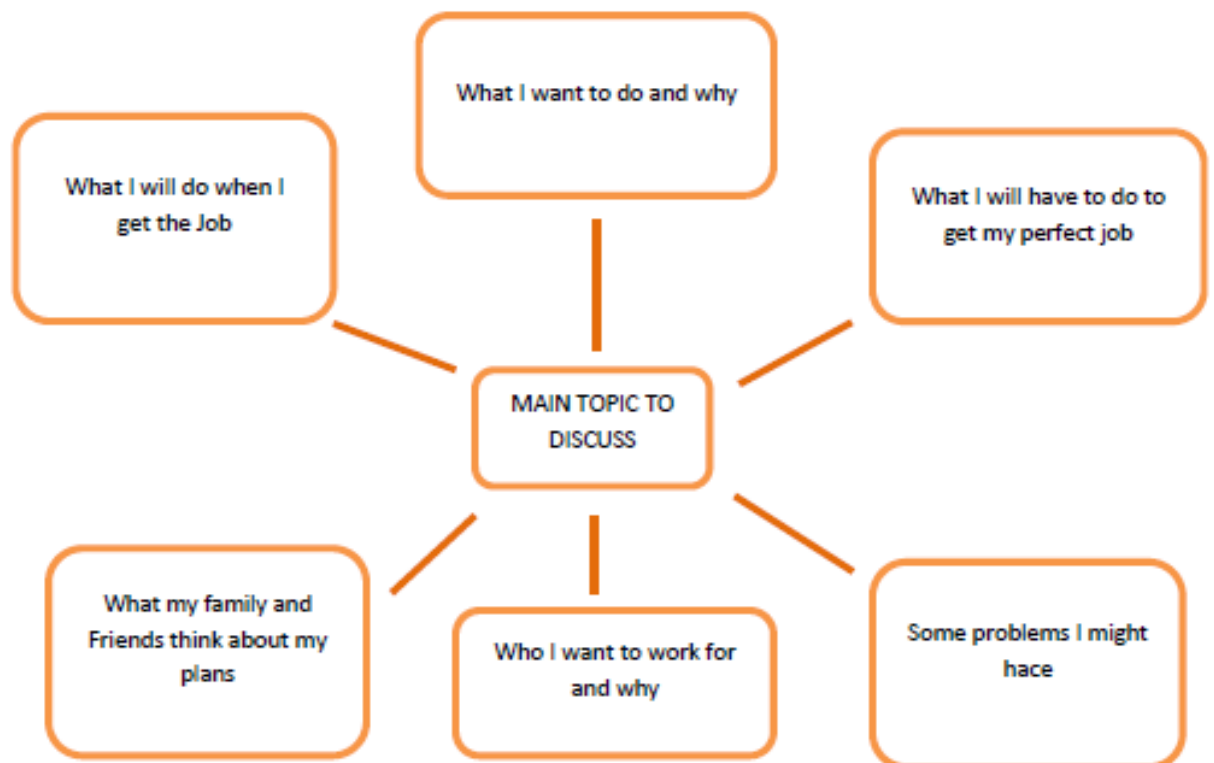 What I want to do and why
What I will do when I
get the Job
What I will have to do to
get my perfect job
MAIN TOPIC TO
DISCUSS
What my family and
Friends think about my
plans
Who I want to work for
and why
Some problems I might
hace